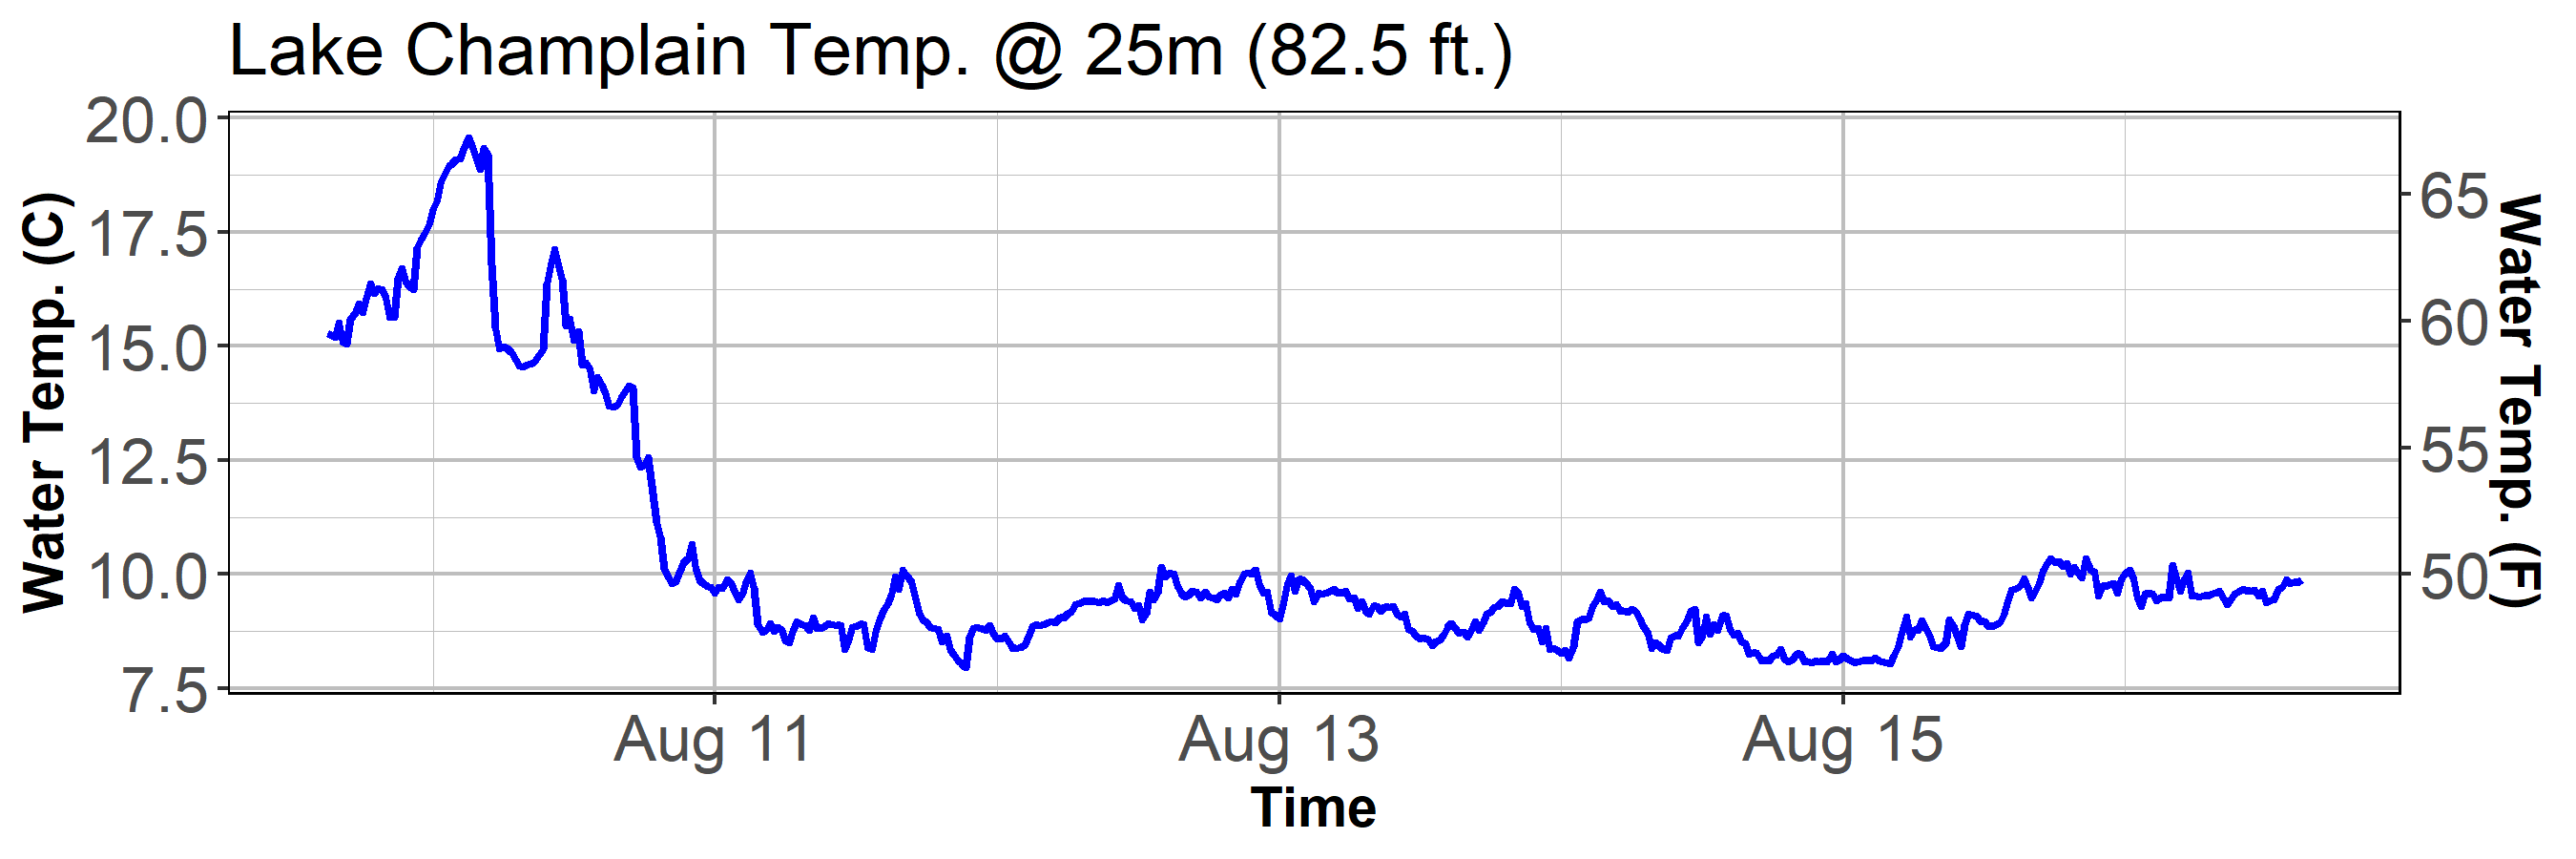 Lake Champlain Temp. @ 25m (82.5 ft.)
Water Temp. (C)
20.0
17.5
15.0
12.5
10.0
7.5
65
60
55
50
Water Temp. (F)
Aug 11
Aug 13
Aug 15
Time